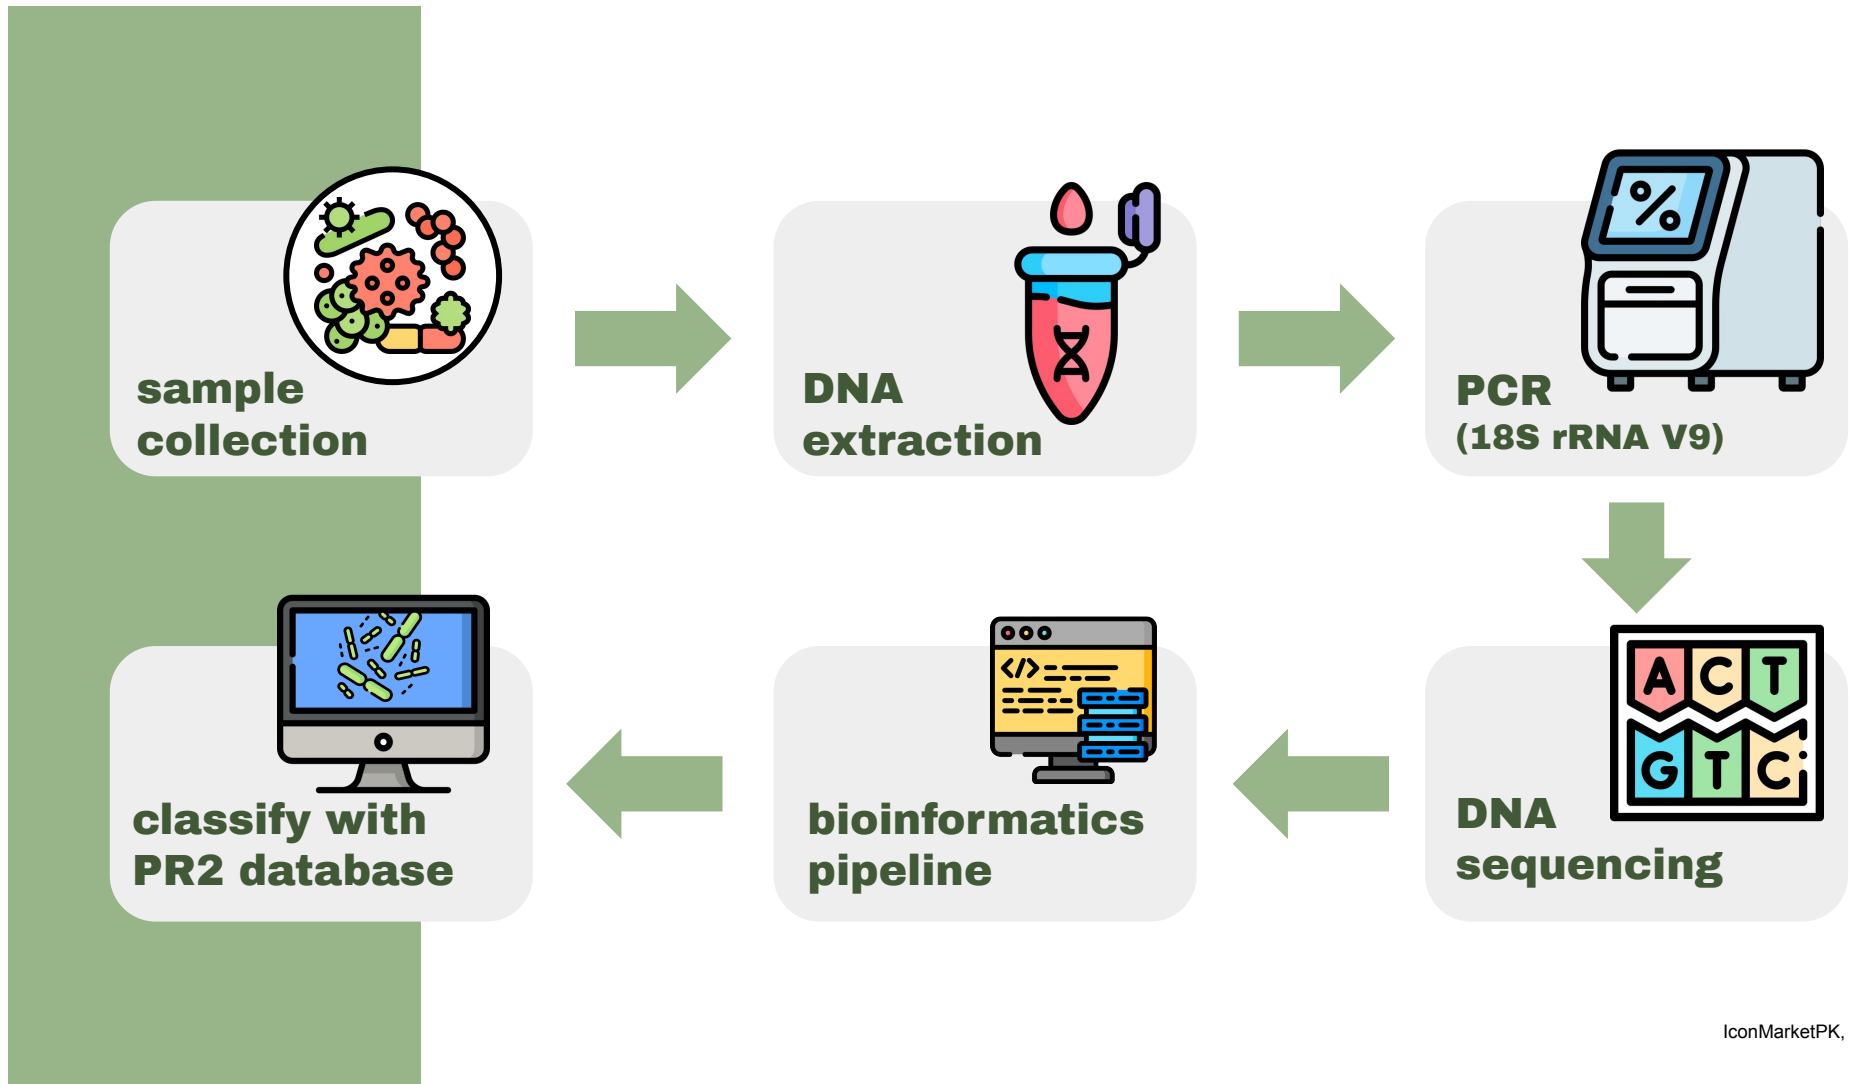 sample
collection
DNA
extraction
%
PCR
(18S rRNA V9)
A C T
G T C
DNA
sequencing
</>
bioinformatics
pipeline
classify with
PR2 database
IconMarketPK,